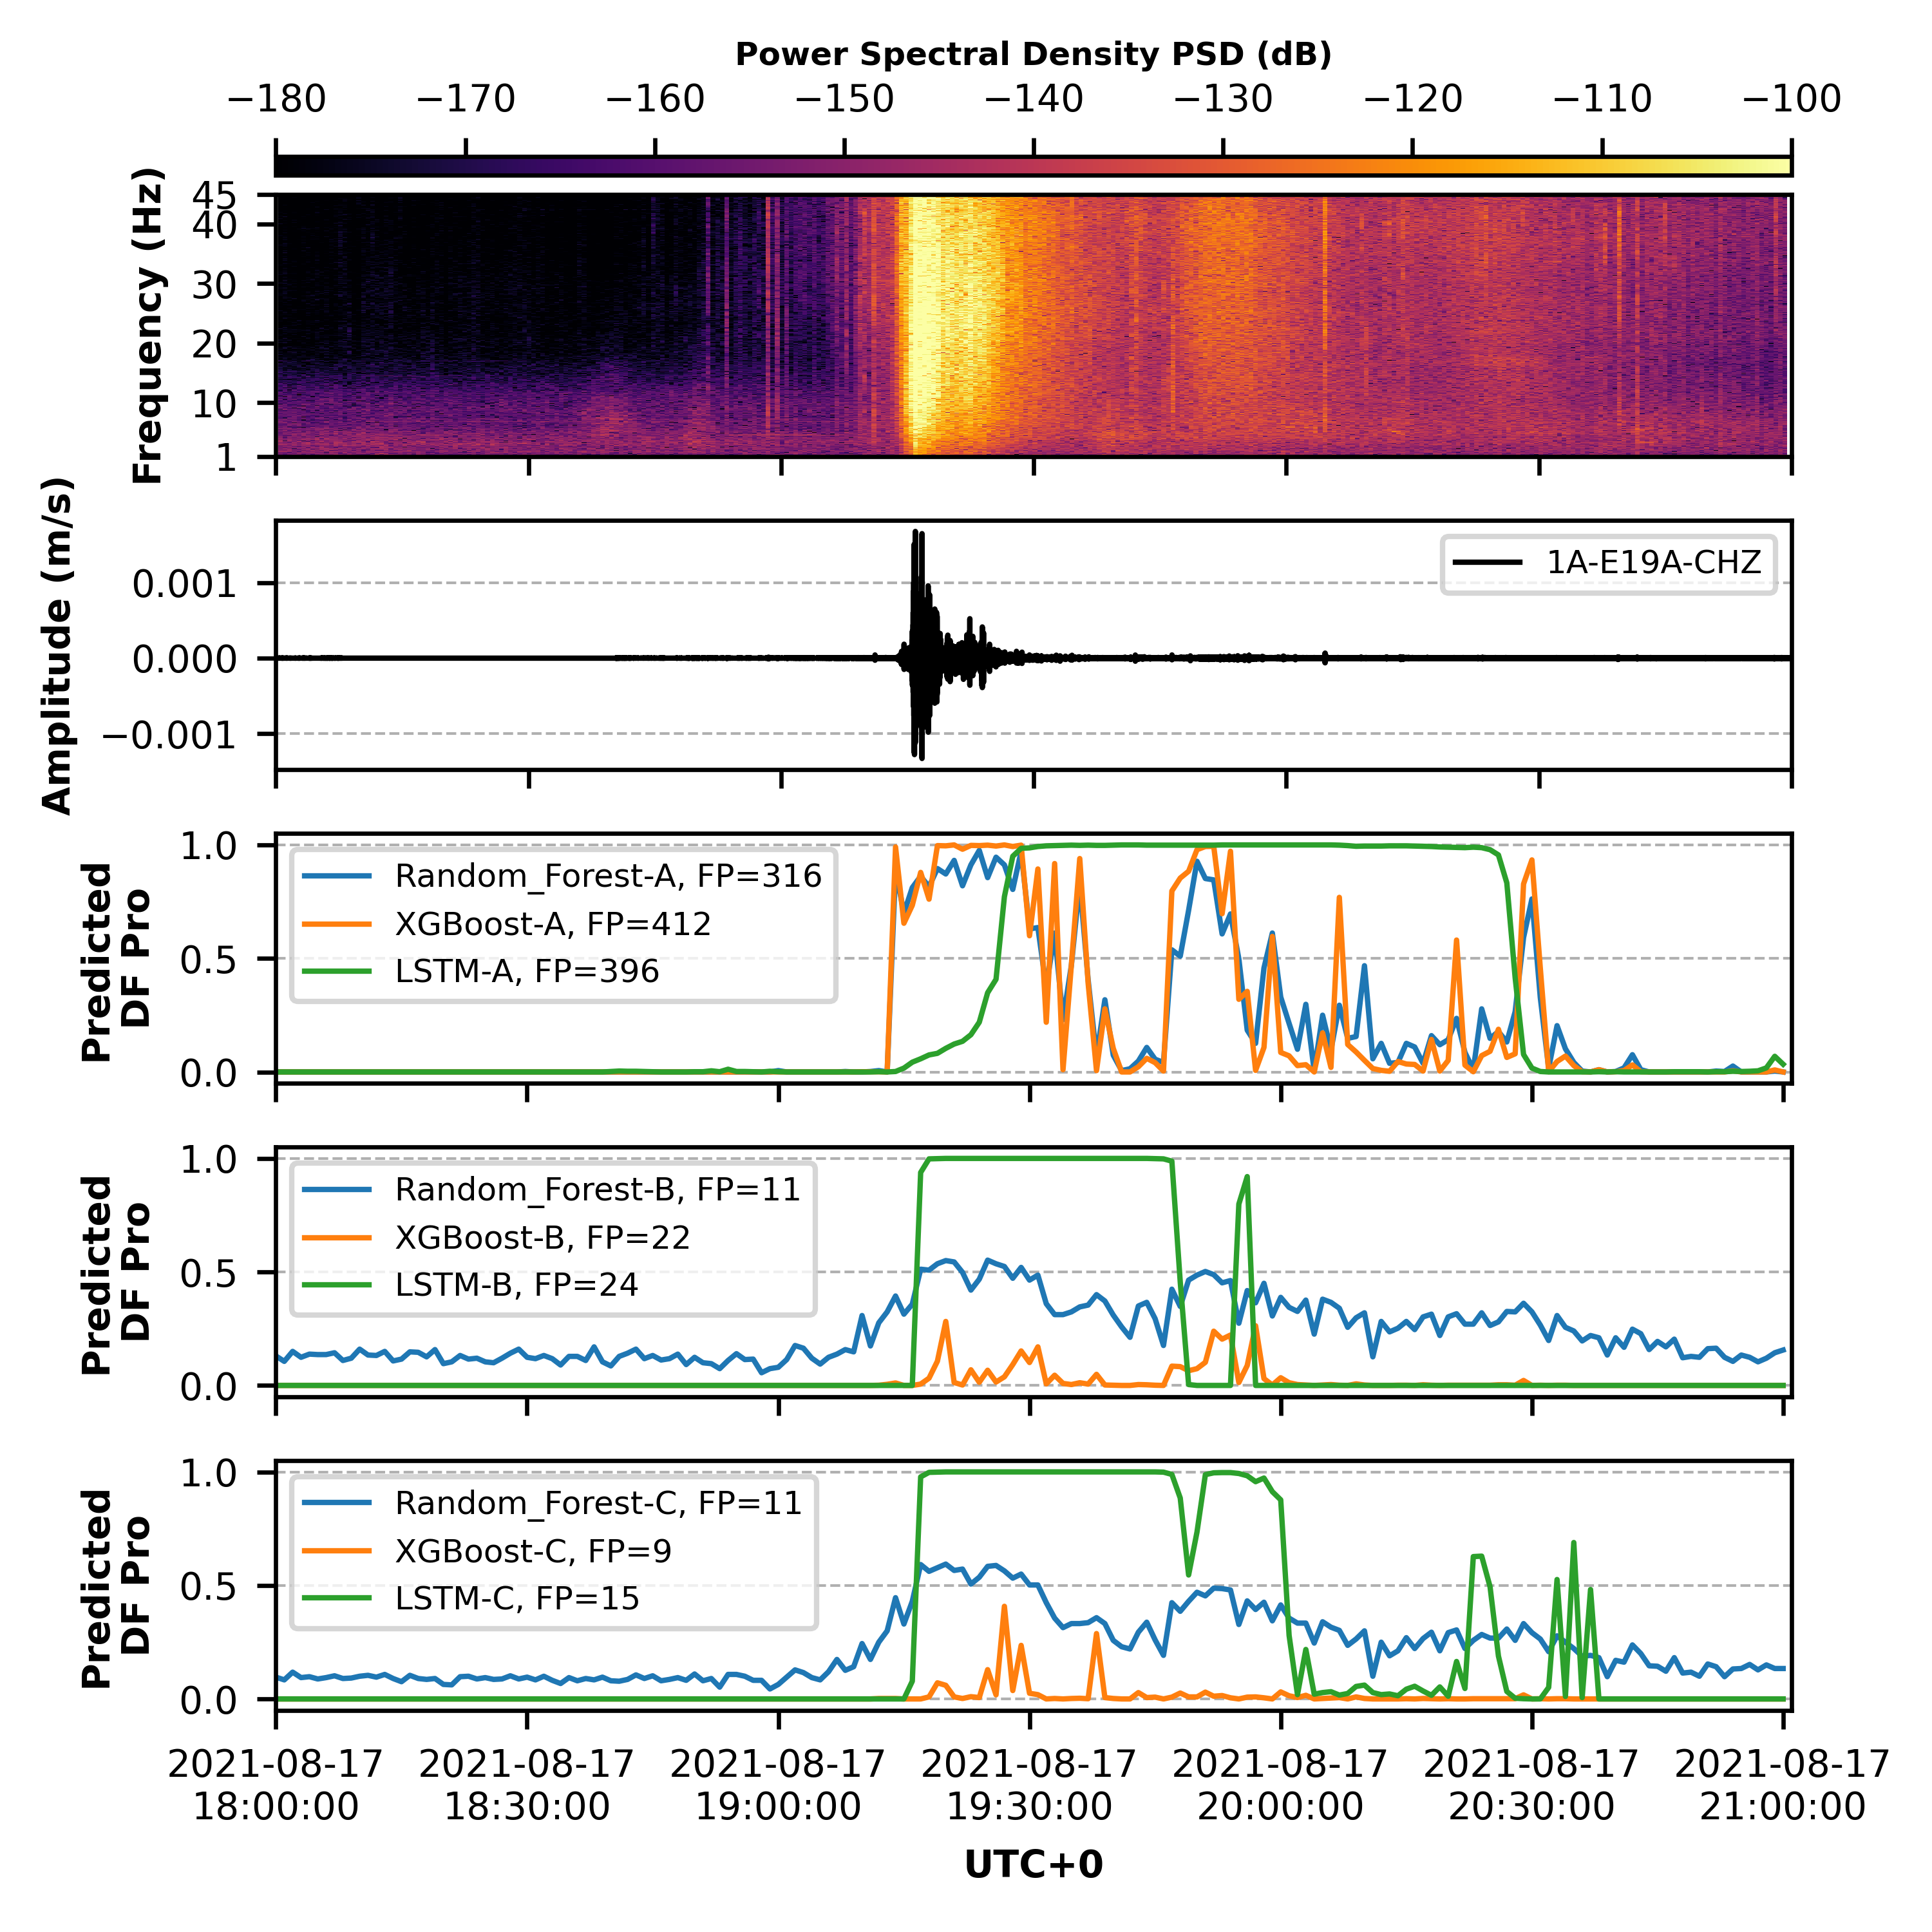 Power Spectral Density PSD (dB)
−180 −170 −160 −150 −140 −130 −120 −110 −100
Frequency (Hz)
45
40
30
20
10
1
Amplitude (m/s)
0.001
0.000
−0.001
1A-E19A-CHZ
Predicted
DF Pro
1.0
0.5
0.0
Random_Forest-A, FP=316
XGBoost-A, FP=412
LSTM-A, FP=396
Predicted
DF Pro
1.0
0.5
0.0
Random_Forest-B, FP=11
XGBoost-B, FP=22
LSTM-B, FP=24
Predicted
DF Pro
1.0
0.5
0.0
Random_Forest-C, FP=11
XGBoost-C, FP=9
LSTM-C, FP=15
2021-08-17 2021-08-17 2021-08-17 2021-08-17 2021-08-17 2021-08-17 2021-08-17
18:00:00 18:30:00 19:00:00 19:30:00 20:00:00 20:30:00 21:00:00
UTC+0